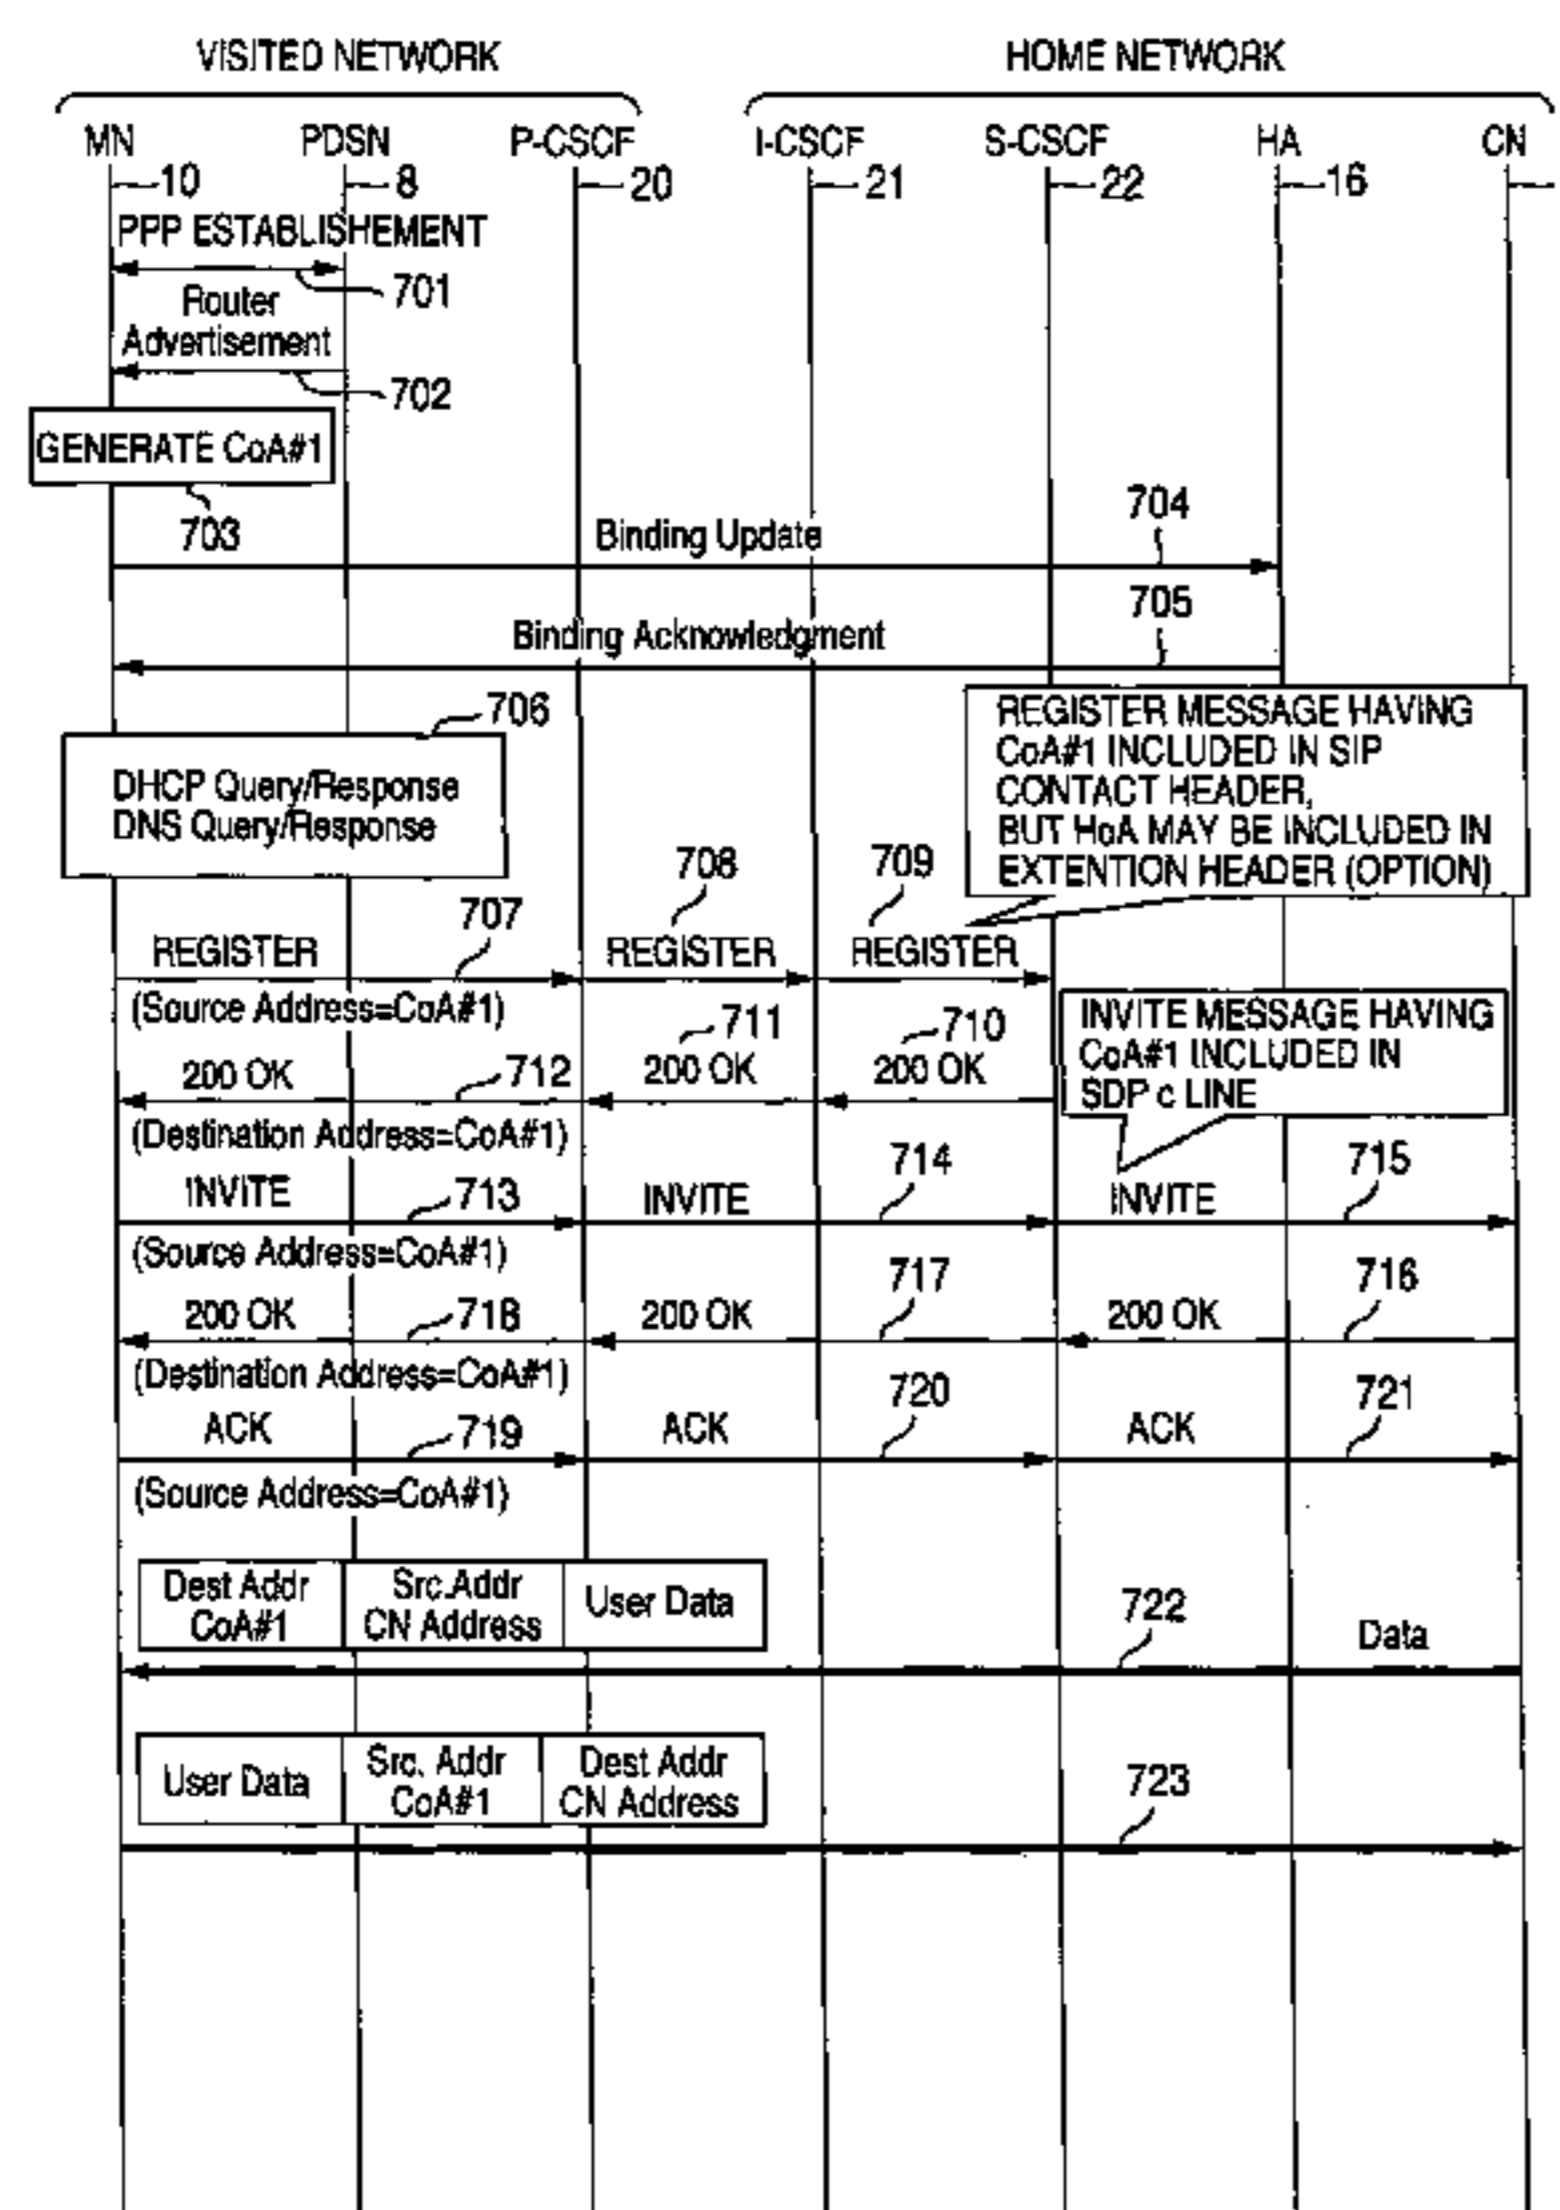 VISITED NETWORK HOME NETWORK
MN PDSN P-CSCF I-CSCF S-CSCF HA CN
10 8 20 21 22 16
PPP ESTABLISHEMENT
701
Router
Advertisement
702
GENERATE CoA#1
703
704
Binding Update
705
Binding Acknowledgment
706
DHCP Query/Response
DNS Query/Response
REGISTER MESSAGE HAVING
CoA#1 INCLUDED IN SIP
CONTACT HEADER,
BUT HoA MAY BE INCLUDED IN
EXTENTION HEADER (OPTION)
707 708 709
REGISTER REGISTER REGISTER
(Source Address=CoA#1)
INVITE MESSAGE HAVING
CoA#1 INCLUDED IN
SDP c LINE
712 711 710
200 OK 200 OK 200 OK
(Destination Address=CoA#1)
713 714 715
INVITE INVITE INVITE
(Source Address=CoA#1)
718 717 716
200 OK 200 OK 200 OK
(Destination Address=CoA#1)
719 720 721
ACK ACK ACK
(Source Address=CoA#1)
Dest Addr
CoA#1
Src.Addr
CN Address
User Data
722
Data
User Data
Src. Addr
CoA#1
Dest Addr
CN Address
723